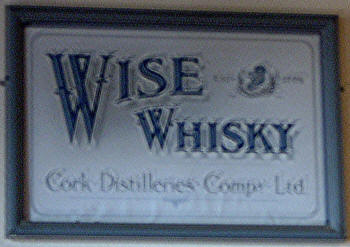 WISE
WHISKY
Cork Distilleries Compy Ltd